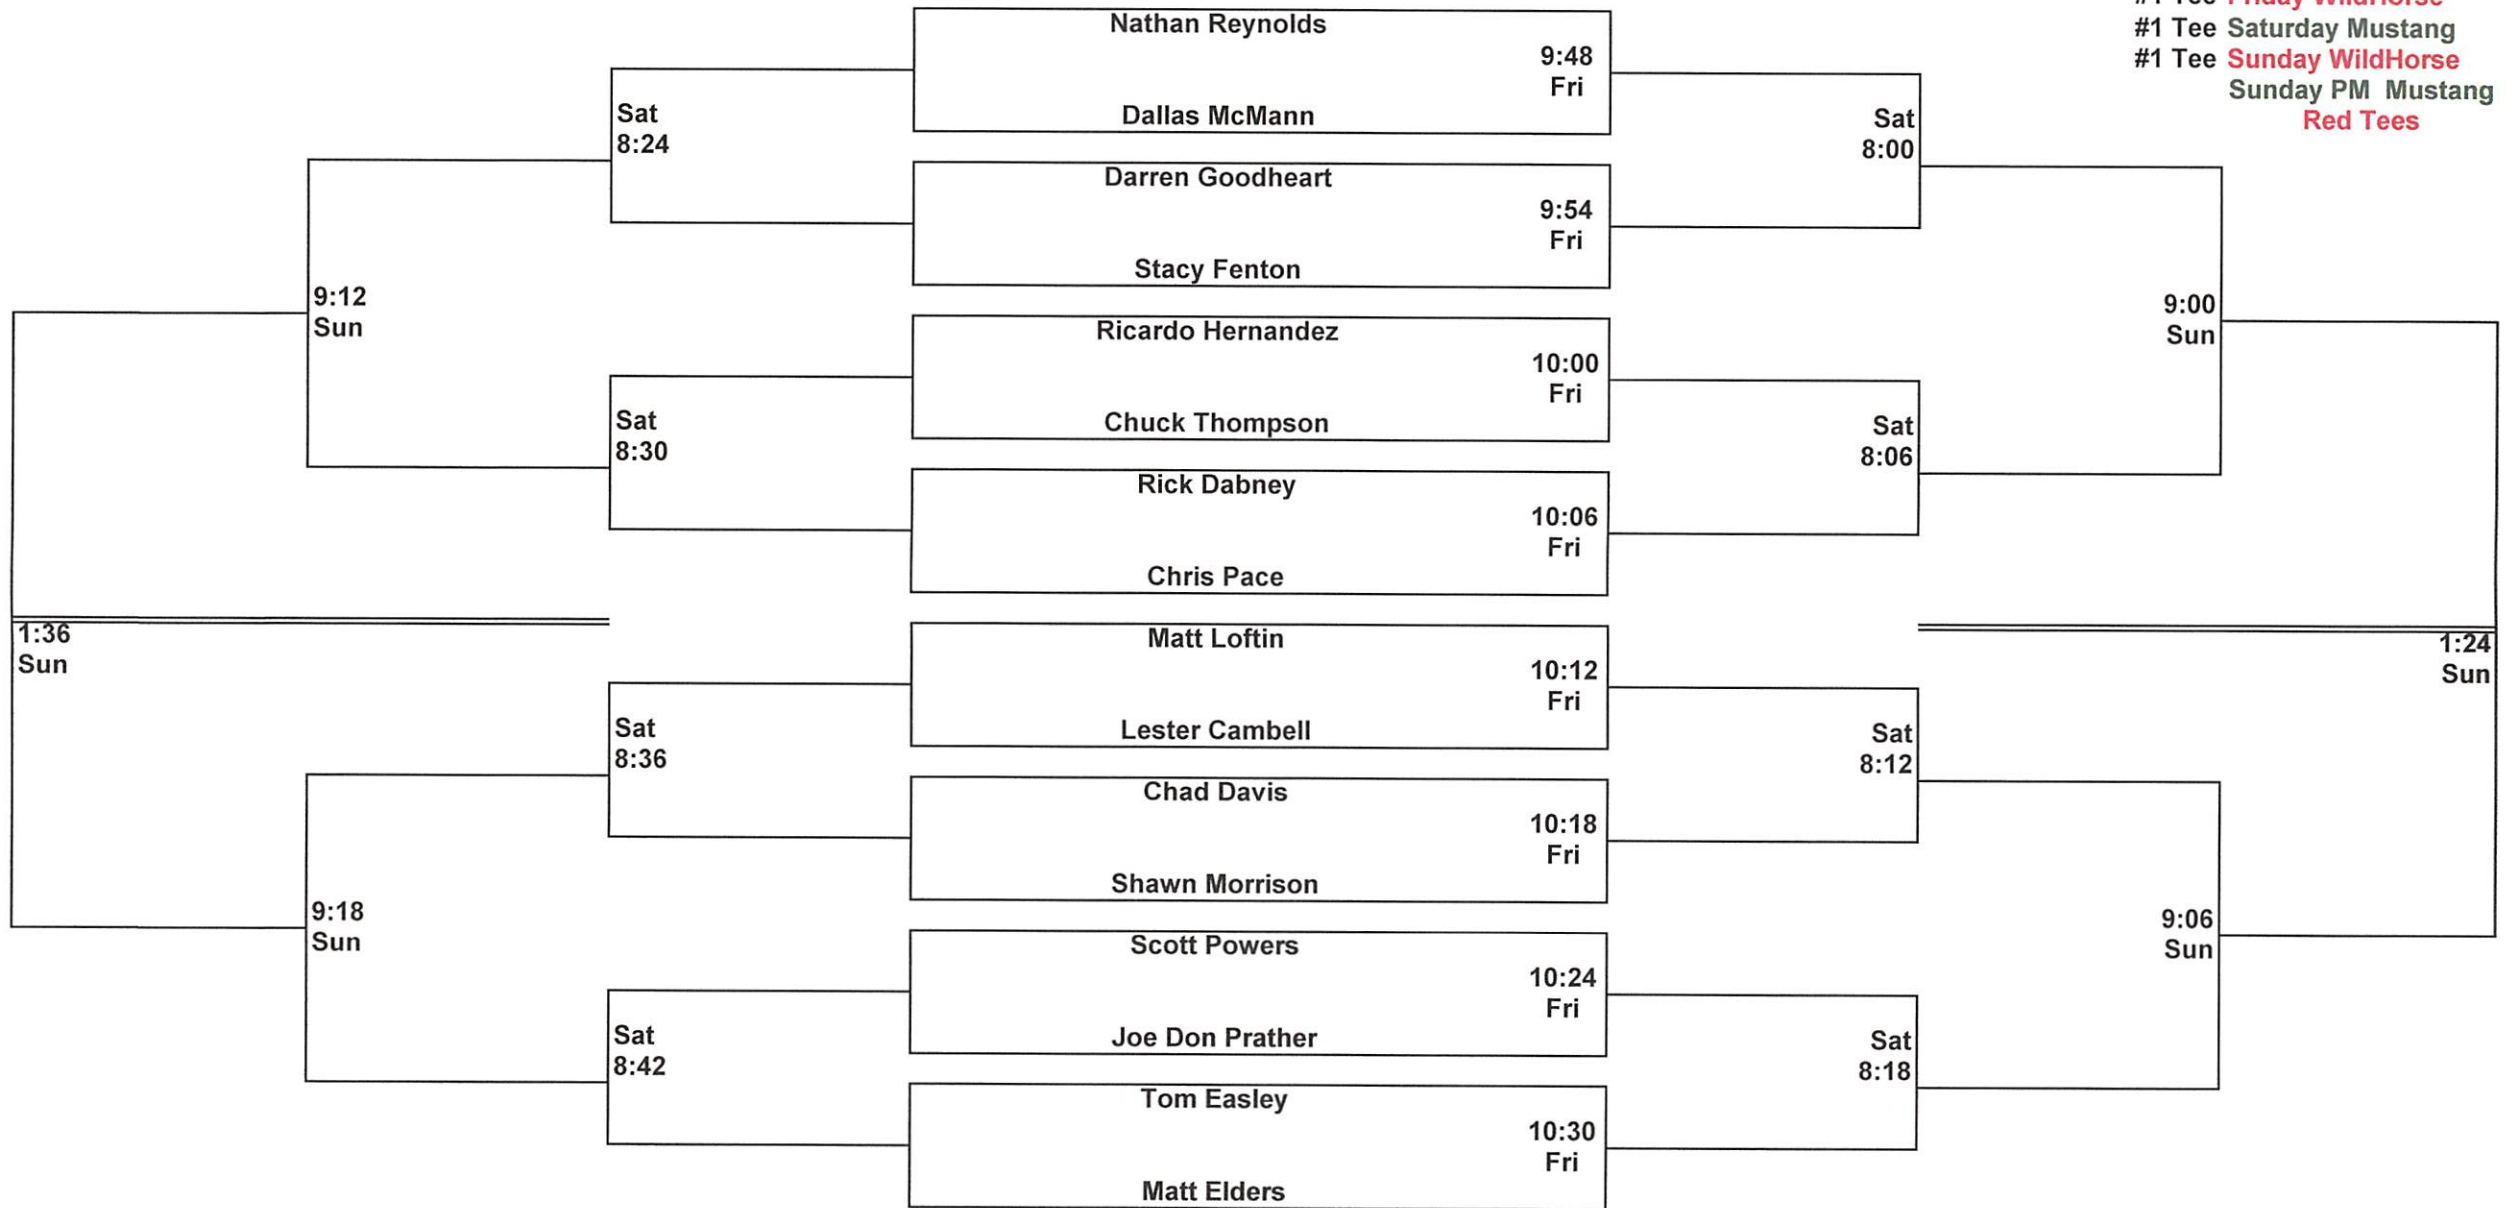 #1 Tee Friday WildHorse
#1 Tee Saturday Mustang
#1 Tee Sunday WildHorse
Sunday PM Mustang
Red Tees
Nathan Reynolds
9:48
Fri
Dallas McMann
Sat
8:24
Sat
8:00
Darren Goodheart
9:54
Fri
Stacy Fenton
9:12
Sun
9:00
Sun
Ricardo Hernandez
10:00
Fri
Chuck Thompson
Sat
8:30
Sat
8:06
Rick Dabney
10:06
Fri
Chris Pace
1:36
Sun
1:24
Sun
Matt Loftin
10:12
Fri
Lester Cambell
Sat
8:36
Sat
8:12
Chad Davis
10:18
Fri
Shawn Morrison
9:18
Sun
9:06
Sun
Scott Powers
10:24
Fri
Joe Don Prather
Sat
8:42
Sat
8:18
Tom Easley
10:30
Fri
Matt Elders